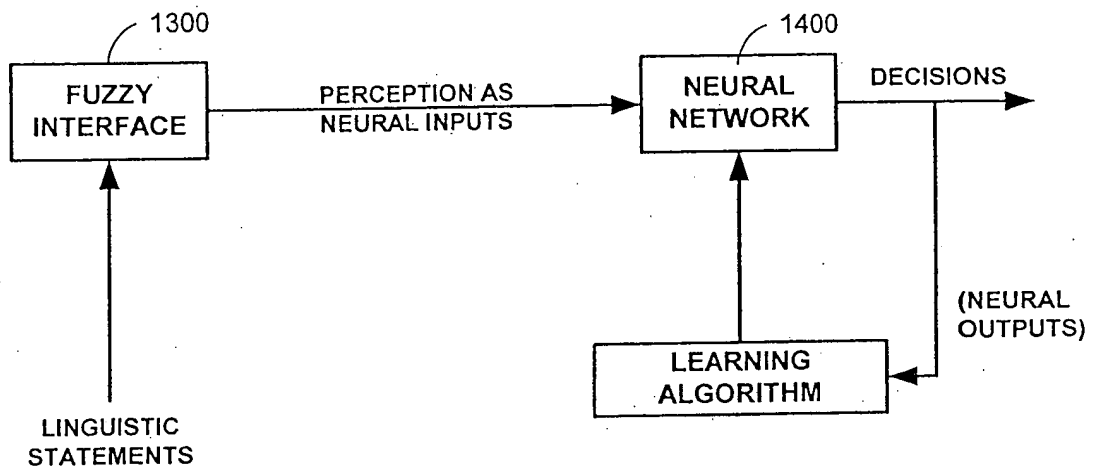 1300
FUZZY
INTERFACE
PERCEPTION AS
NEURAL INPUTS
1400
NEURAL
NETWORK
DECISIONS
(NEURAL
OUTPUTS)
LEARNING
ALGORITHM
LINGUISTIC
STATEMENTS